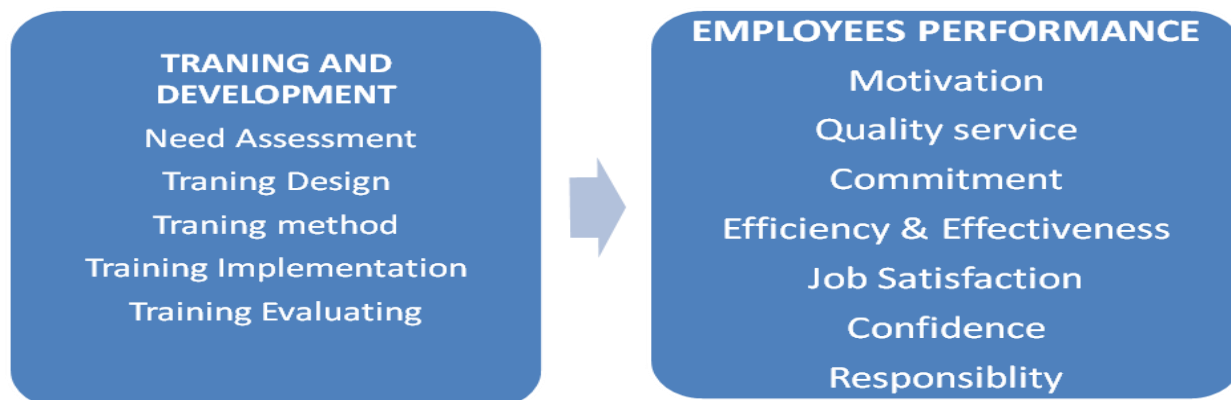 TRANING AND
DEVELOPMENT
Need Assessment
Traning Design
Traning method
Training Implementation
Training Evaluating
EMPLOYEES PERFORMANCE
Motivation
Quality service
Commitment
Efficiency & Effectiveness
Job Satisfaction
Confidence
Responsiblity